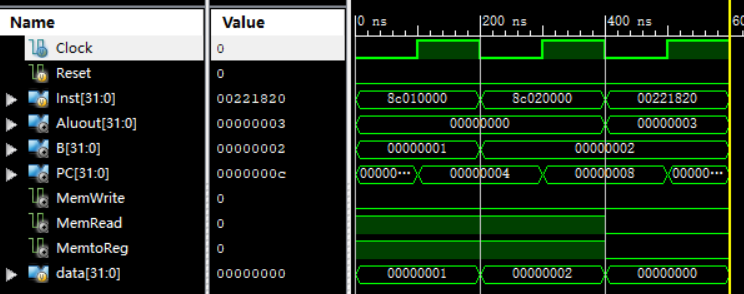 Name Value 0 ns 200 ns 400 ns 60
Clock 0
Reset 0
Inst[31:0] 00221820 8c010000 8c020000 00221820
Aluout[31:0] 00000003 00000000 00000003
B[31:0] 00000002 00000001 00000002
PC[31:0] 0000000c 00000··· 00000004 00000008 00000···
MemWrite 0
MemRead 0
MemtoReg 0
data[31:0] 00000000 00000001 00000002 00000000